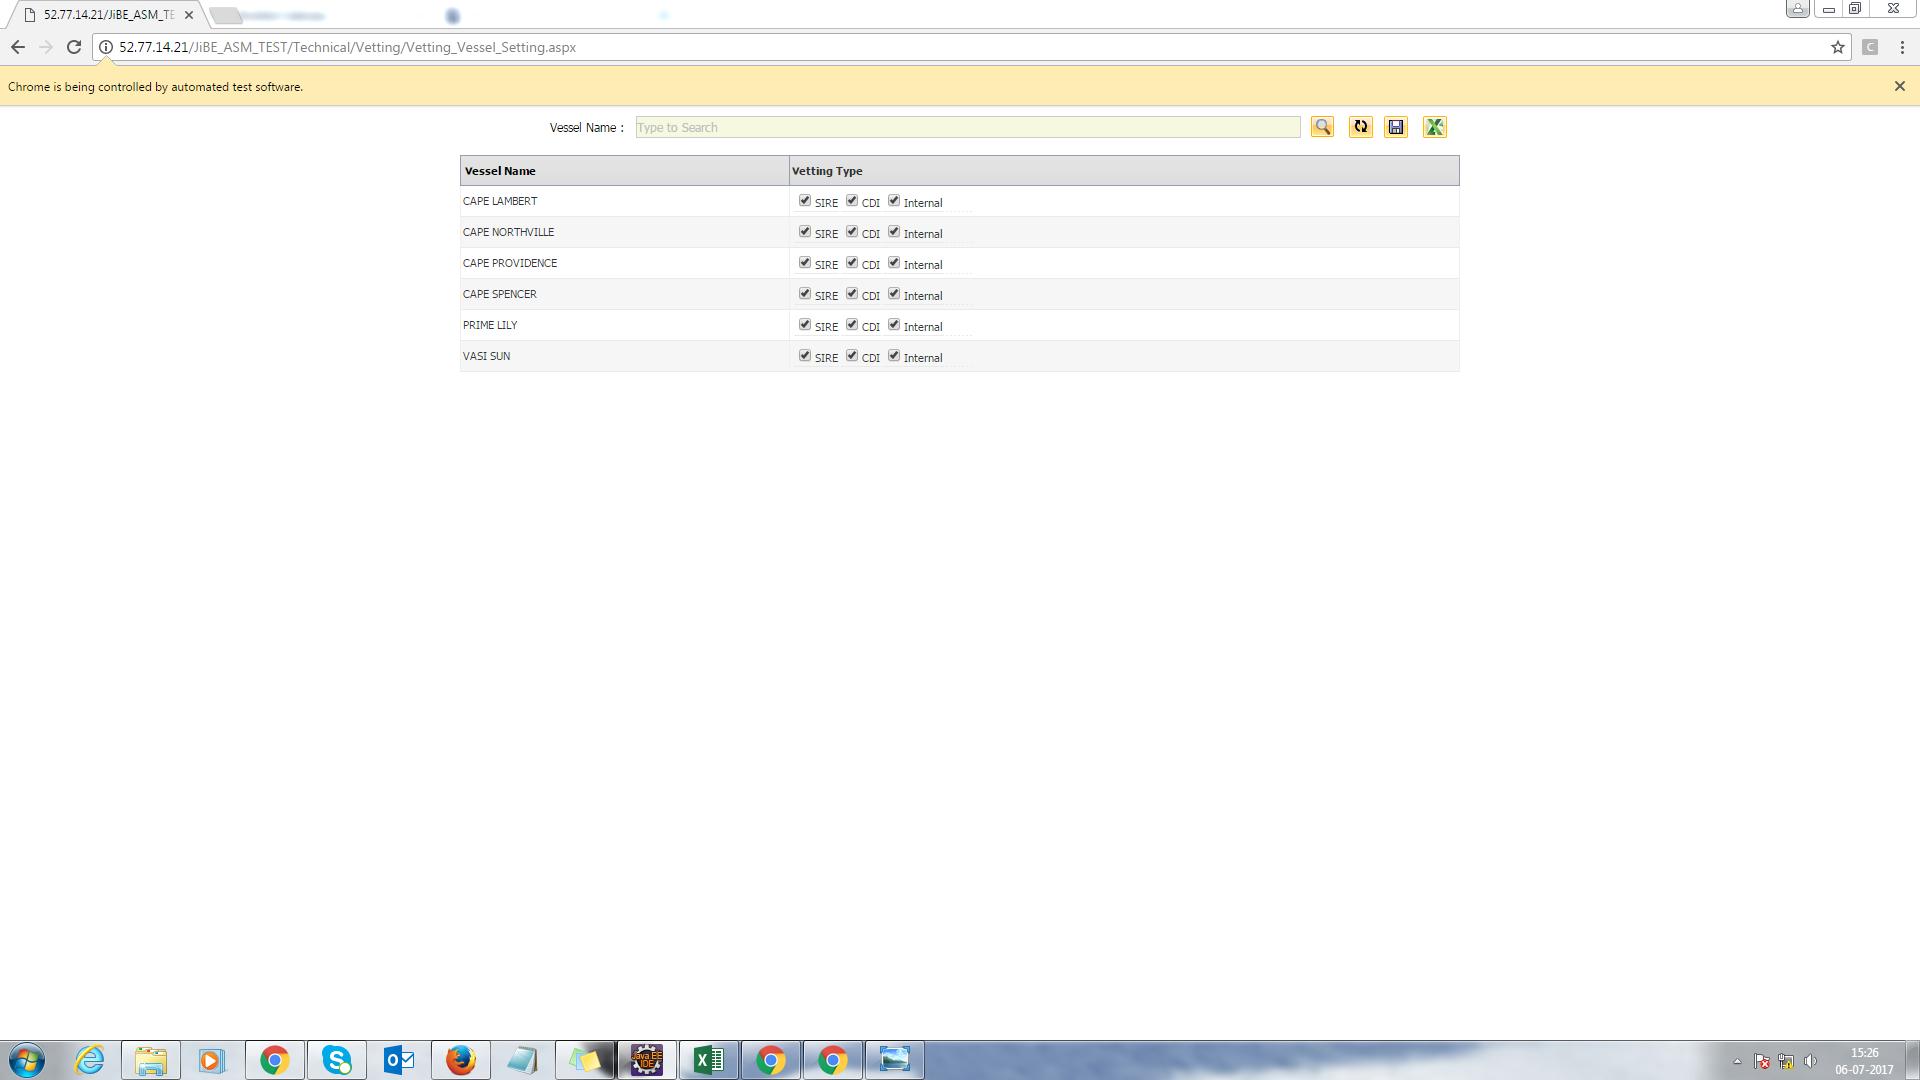 52.77.14.21/JiBE_ASM_TE
52.77.14.21/JiBE_ASM_TEST/Technical/Vetting/Vetting_Vessel_Setting.aspx
C
Chrome is being controlled by automated test software.
Vessel Name : Type to Search
Vessel Name Vetting Type
CAPE LAMBERT SIRE CDI Internal
CAPE NORTHVILLE SIRE CDI Internal
CAPE PROVIDENCE SIRE CDI Internal
CAPE SPENCER SIRE CDI Internal
PRIME LILY SIRE CDI Internal
VASI SUN SIRE CDI Internal
Java EE
IDE
15:26
06-07-2017